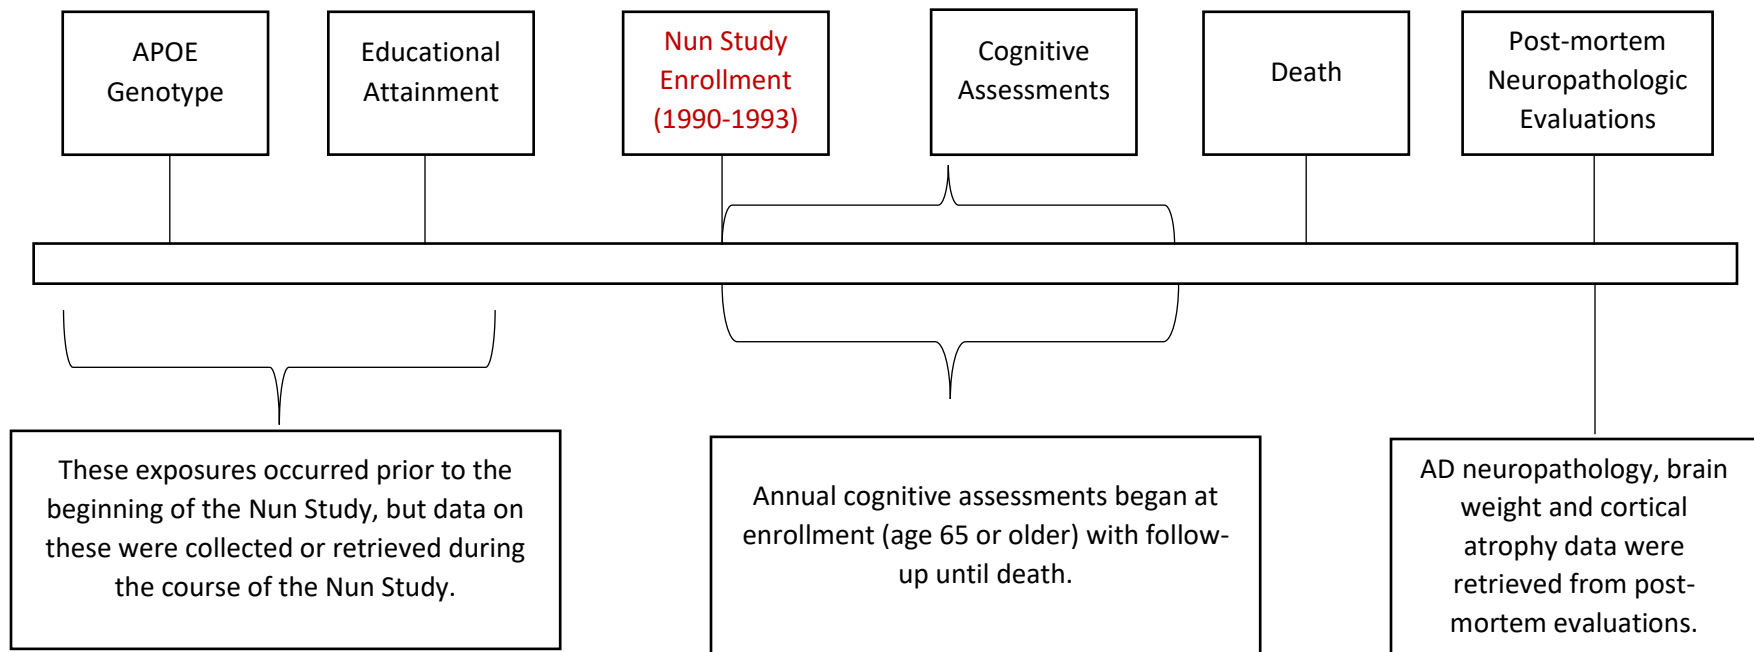 APOE
Genotype
Educational
Attainment
Nun Study
Enrollment
(1990-1993)
Cognitive
Assessments
Death
Post-mortem
Neuropathologic
Evaluations
These exposures occurred prior to the
beginning of the Nun Study, but data on
these were collected or retrieved during
the course of the Nun Study.
Annual cognitive assessments began at
enrollment (age 65 or older) with follow-
up until death.
AD neuropathology, brain
weight and cortical
atrophy data were
retrieved from post-
mortem evaluations.